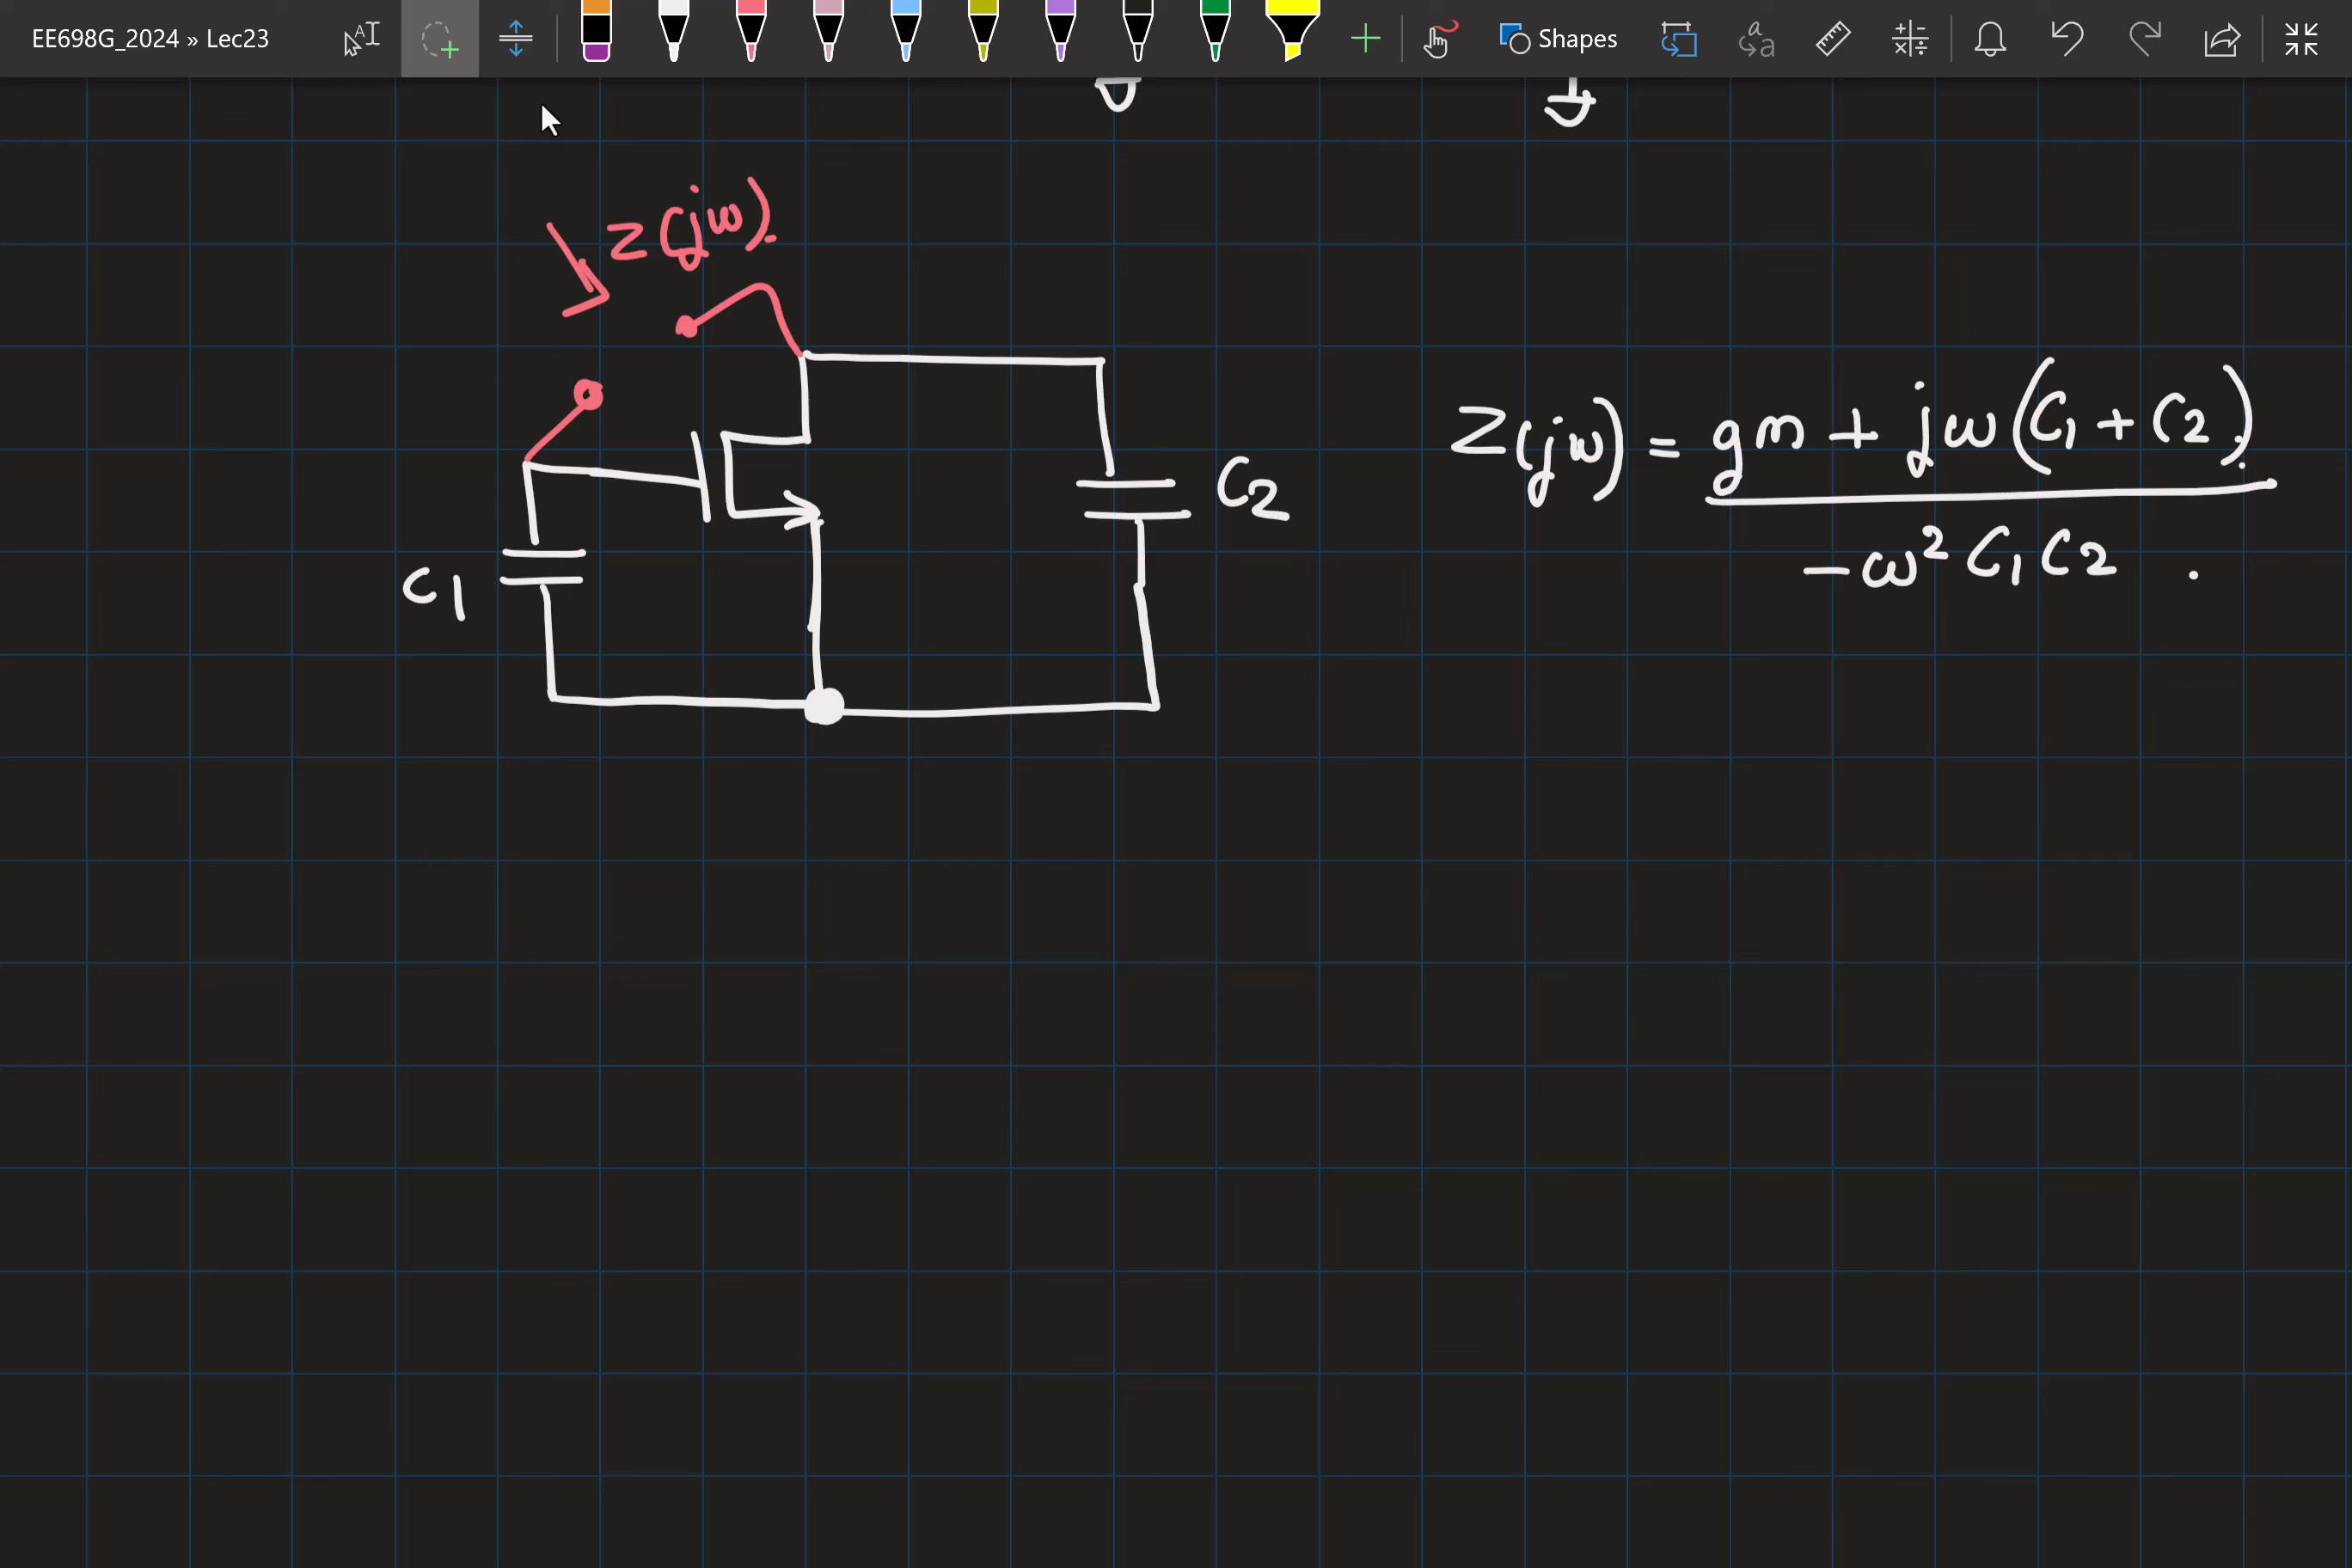 EE698G_2024 » Lec23
Shapes
Z(jω)
C1
C2
Z(jω) = gm + jω(C1 + C2)
-ω²C1C2.